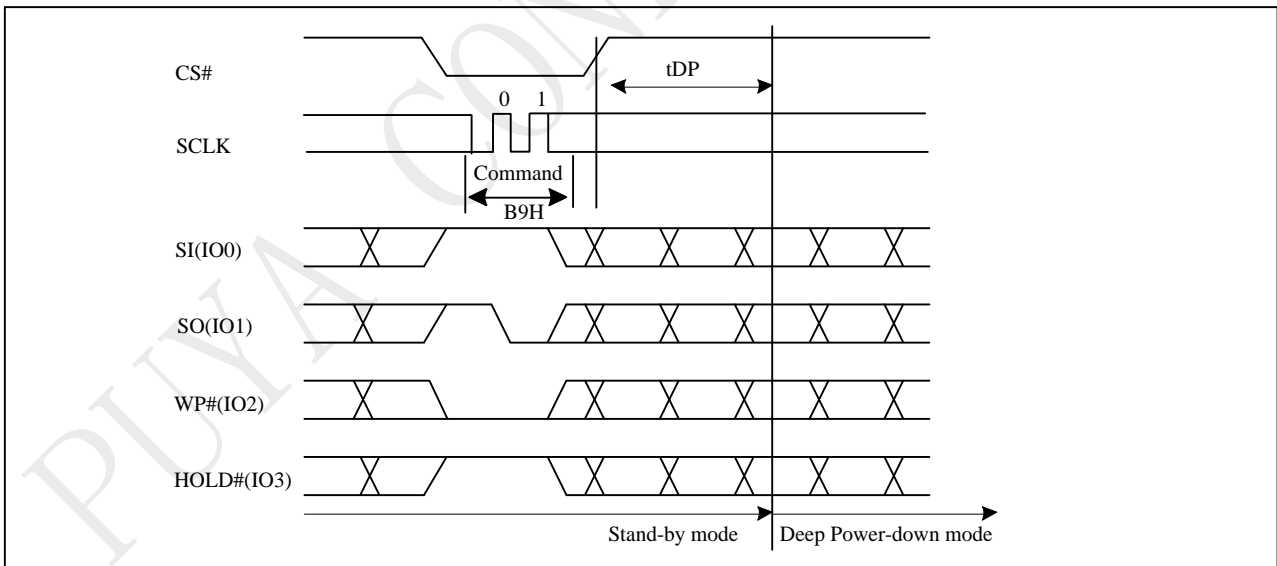 CS#
tDP
0 1
SCLK
Command
B9H
SI(IO0)
SO(IO1)
WP#(IO2)
HOLD#(IO3)
Stand-by mode Deep Power-down mode
PUYA